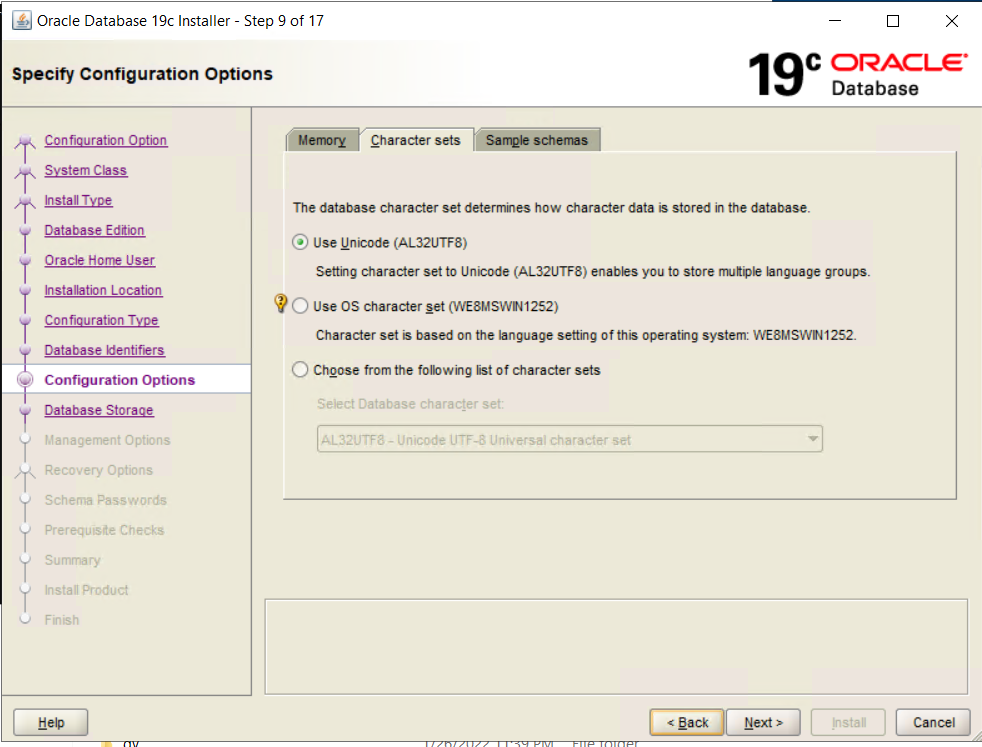 Oracle Database 19c Installer - Step 9 of 17
Specify Configuration Options
19c ORACLE
Database
Configuration Option
System Class
Install Type
Database Edition
Oracle Home User
Installation Location
Configuration Type
Database Identifiers
Configuration Options
Database Storage
Management Options
Recovery Options
Schema Passwords
Prerequisite Checks
Summary
Install Product
Finish
Memory Character sets Sample schemas
The database character set determines how character data is stored in the database.
Use Unicode (AL32UTF8)
Setting character set to Unicode (AL32UTF8) enables you to store multiple language groups.
Use OS character set (WE8MSWIN1252)
Character set is based on the language setting of this operating system: WE8MSWIN1252.
Choose from the following list of character sets
Select Database character set:
AL32UTF8 - Unicode UTF-8 Universal character set
Help < Back Next > Install Cancel
1/26/2022 11:39 PM File folder